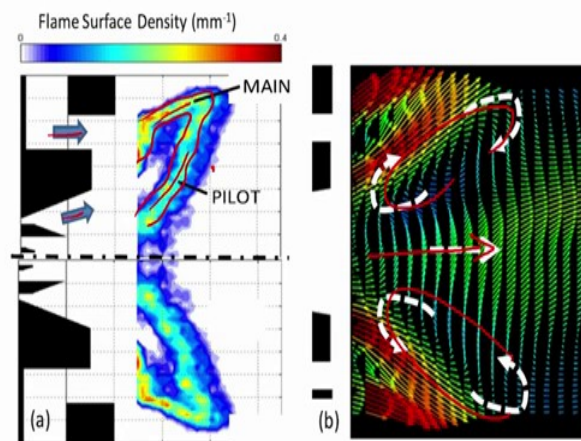 Flame Surface Density (mm⁻¹)
0
0.4
MAIN
PILOT
(a)
(b)